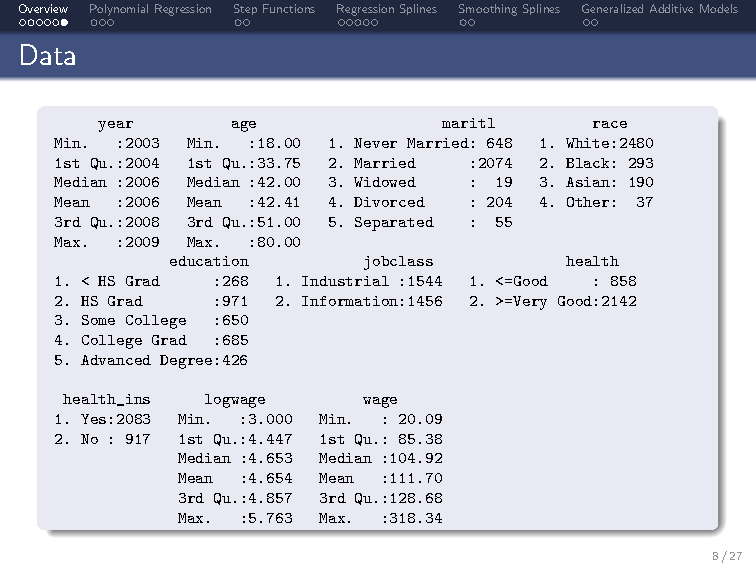 Overview Polynomial Regression Step Functions Regression Splines Smoothing Splines Generalized Additive Models
Data
year age maritl race
Min. :2003 Min. :18.00 1. Never Married: 648 1. White:2480
1st Qu.:2004 1st Qu.:33.75 2. Married :2074 2. Black: 293
Median :2006 Median :42.00 3. Widowed : 19 3. Asian: 190
Mean :2006 Mean :42.41 4. Divorced : 204 4. Other: 37
3rd Qu.:2008 3rd Qu.:51.00 5. Separated : 55
Max. :2009 Max. :80.00
education jobclass health
1. < HS Grad :268 1. Industrial :1544 1. <=Good : 858
2. HS Grad :971 2. Information:1456 2. >=Very Good:2142
3. Some College :650
4. College Grad :685
5. Advanced Degree:426
health_ins logwage wage
1. Yes:2083 Min. :3.000 Min. : 20.09
2. No : 917 1st Qu.:4.447 1st Qu.: 85.38
Median :4.653 Median :104.92
Mean :4.654 Mean :111.70
3rd Qu.:4.857 3rd Qu.:128.68
Max. :5.763 Max. :318.34
8 / 27